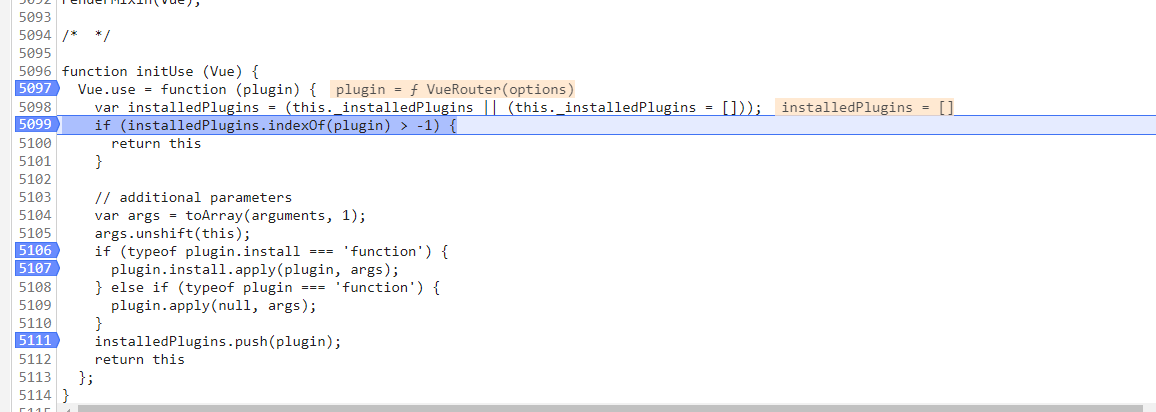 5092 renderMixin(Vue);
5093
5094 /*  */
5095
5096 function initUse (Vue) {
5097   Vue.use = function (plugin) {  plugin = ƒ VueRouter(options)
5098     var installedPlugins = (this._installedPlugins || (this._installedPlugins = []));  installedPlugins = []
5099     if (installedPlugins.indexOf(plugin) > -1) {
5100       return this
5101     }
5102
5103     // additional parameters
5104     var args = toArray(arguments, 1);
5105     args.unshift(this);
5106     if (typeof plugin.install === 'function') {
5107       plugin.install.apply(plugin, args);
5108     } else if (typeof plugin === 'function') {
5109       plugin.apply(null, args);
5110     }
5111     installedPlugins.push(plugin);
5112     return this
5113   };
5114 }
5115